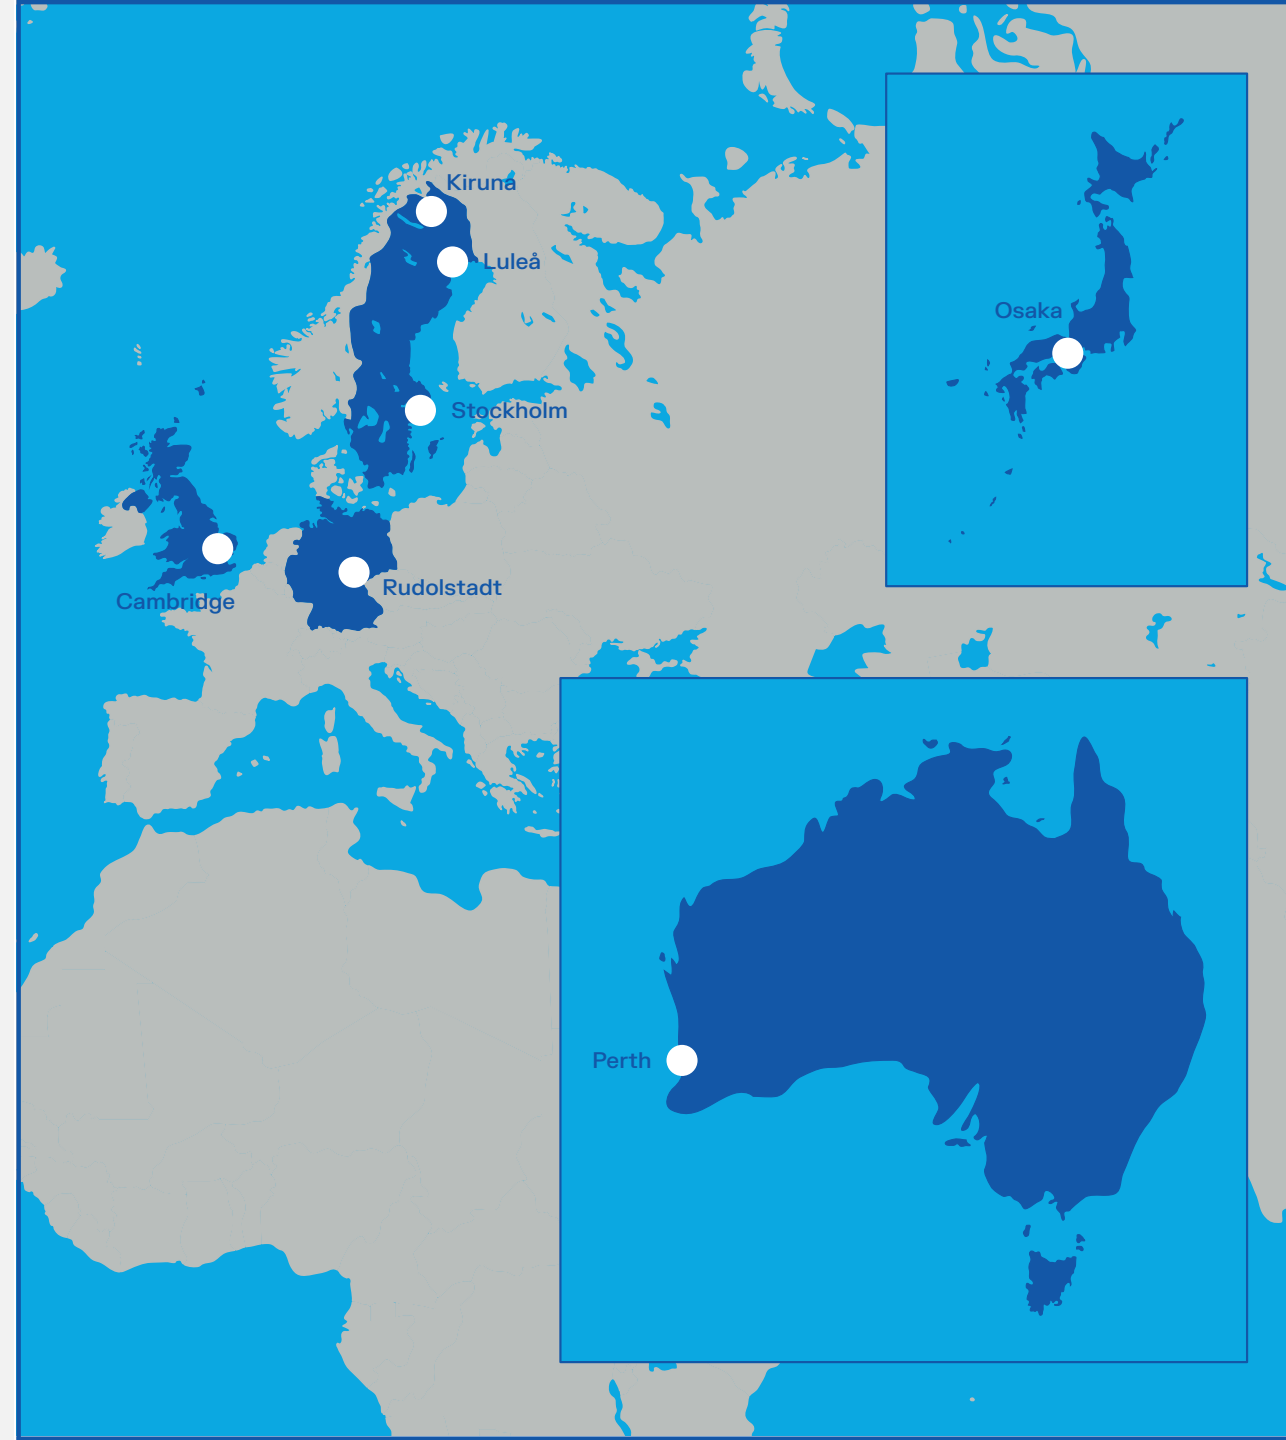 Kiruna
Luleå
Osaka
Stockholm
Rudolstadt
Cambridge
Perth